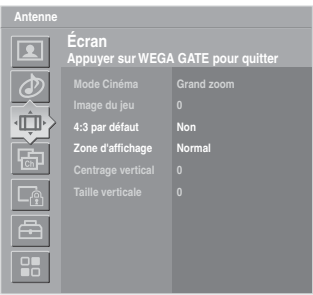 Antenne
Écran
Appuyer sur WEGA GATE pour quitter
Mode Cinéma Grand zoom
Image du jeu 0
4:3 par défaut Non
Zone d'affichage Normal
Centrage vertical 0
Taille verticale 0
Ch